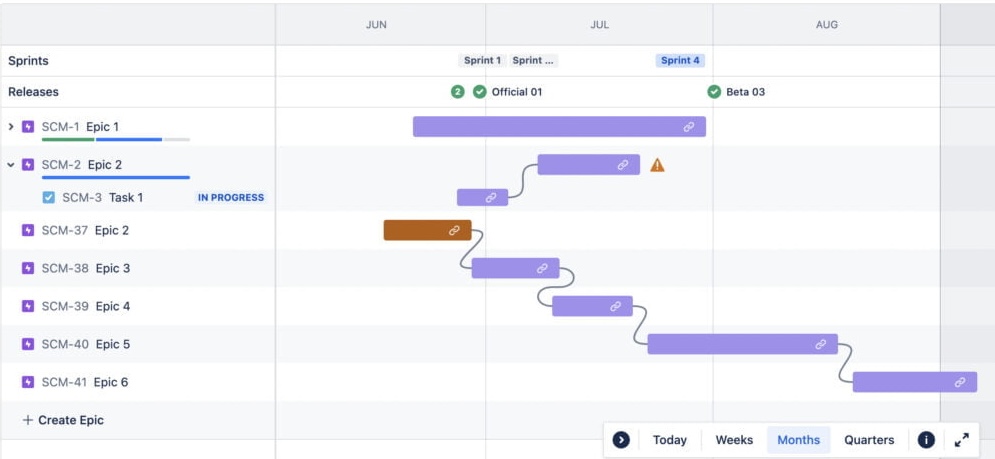 JUN JUL AUG
Sprints Sprint 1 Sprint ... Sprint 4
Releases 2 Official 01 Beta 03
SCM-1 Epic 1
SCM-2 Epic 2
SCM-3 Task 1 IN PROGRESS
SCM-37 Epic 2
SCM-38 Epic 3
SCM-39 Epic 4
SCM-40 Epic 5
SCM-41 Epic 6
+ Create Epic
Today Weeks Months Quarters